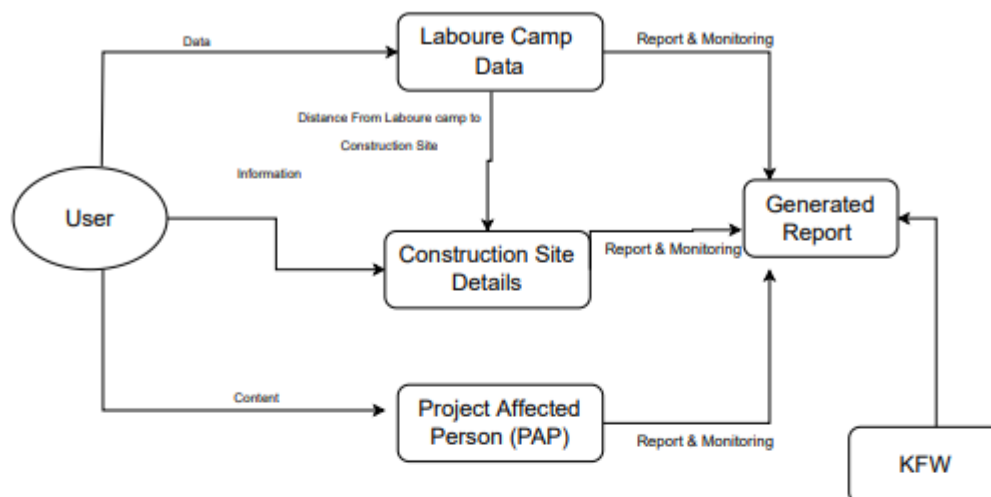 Data
Laboure Camp
Data
Report & Monitoring
Distance From Laboure camp to
Construction Site
Information
User
Generated
Report
Construction Site
Details
Report & Monitoring
Content
Project Affected
Person (PAP)
Report & Monitoring
KFW